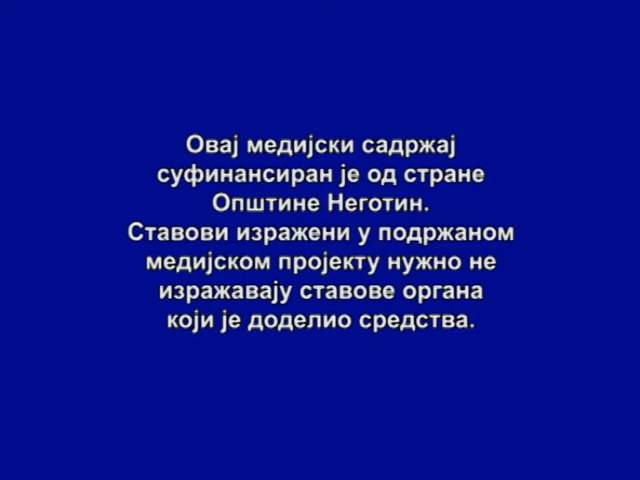 Овај медијски садржај
суфинансиран је од стране
Општине Неготин.
Ставови изражени у подржаном
медијском пројекту нужно не
изражавају ставове органа
који је доделио средства.